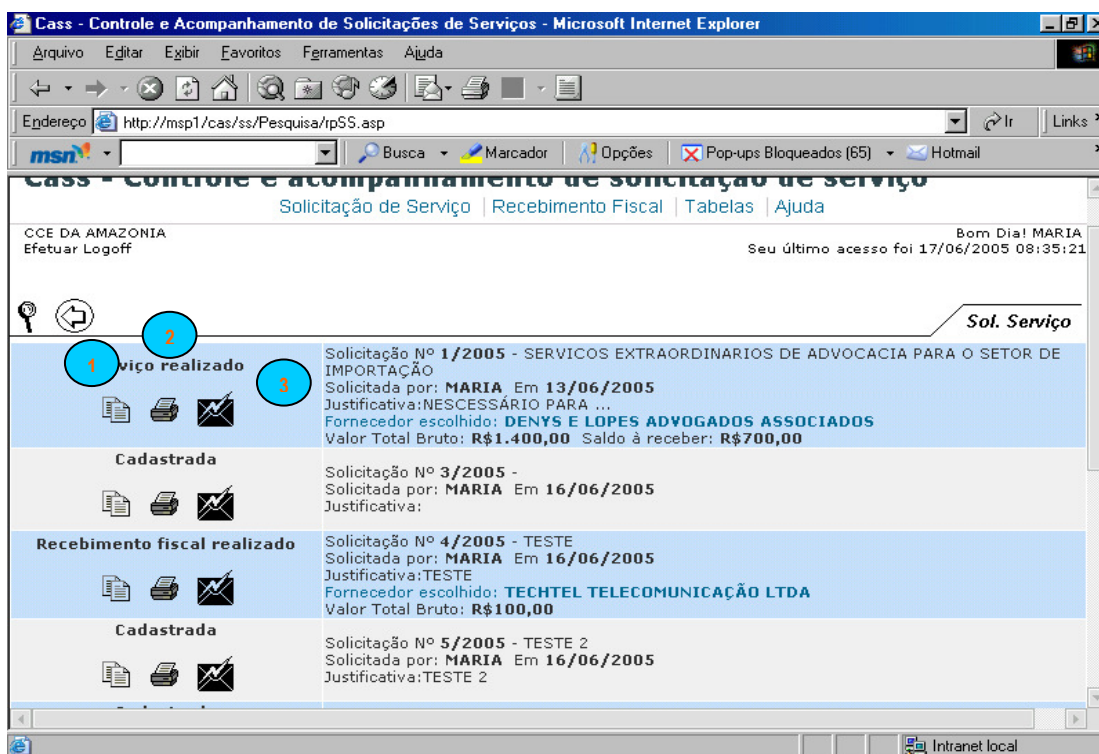 Cass - Controle e Acompanhamento de Solicitações de Serviços - Microsoft Internet Explorer
Arquivo Editar Exibir Favoritos Ferramentas Ajuda
Endereço http://msp1/cas/ss/Pesquisa/rpSS.asp Ir Links
msn Busca Marcador Opções Pop-ups Bloqueados (65) Hotmail
Cass - Controle e acompanhamento de solicitação de serviço
Solicitação de Serviço | Recebimento Fiscal | Tabelas | Ajuda
CCE DA AMAZONIA Bom Dia! MARIA
Efetuar Logoff Seu último acesso foi 17/06/2005 08:35:21
Sol. Serviço
1 2 3
viço realizado
Solicitação Nº 1/2005 - SERVICOS EXTRAORDINARIOS DE ADVOCACIA PARA O SETOR DE
IMPORTAÇÃO
Solicitada por: MARIA Em 13/06/2005
Justificativa:NESCESSÁRIO PARA ...
Fornecedor escolhido: DENYS E LOPES ADVOGADOS ASSOCIADOS
Valor Total Bruto: R$1.400,00 Saldo à receber: R$700,00
Cadastrada
Solicitação Nº 3/2005 -
Solicitada por: MARIA Em 16/06/2005
Justificativa:
Recebimento fiscal realizado
Solicitação Nº 4/2005 - TESTE
Solicitada por: MARIA Em 16/06/2005
Justificativa:TESTE
Fornecedor escolhido: TECHTEL TELECOMUNICAÇÃO LTDA
Valor Total Bruto: R$100,00
Cadastrada
Solicitação Nº 5/2005 - TESTE 2
Solicitada por: MARIA Em 16/06/2005
Justificativa:TESTE 2
Intranet local